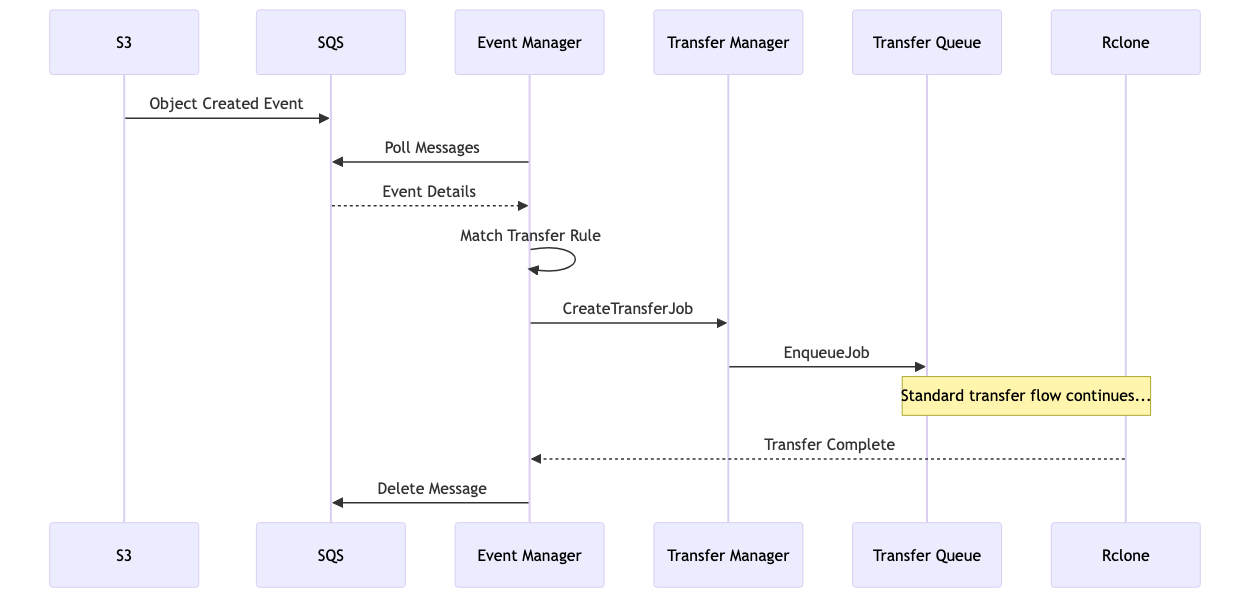 S3
SQS
Event Manager
Transfer Manager
Transfer Queue
Rclone
Object Created Event
Poll Messages
Event Details
Match Transfer Rule
CreateTransferJob
EnqueueJob
Standard transfer flow continues...
Transfer Complete
Delete Message
S3
SQS
Event Manager
Transfer Manager
Transfer Queue
Rclone